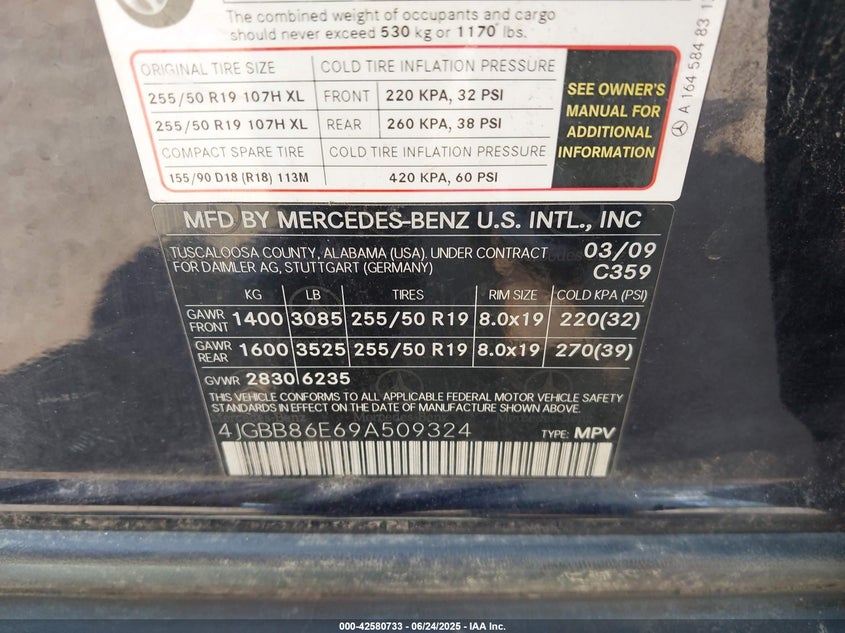 The combined weight of occupants and cargo
should never exceed 530 kg or 1170 lbs.
ORIGINAL TIRE SIZE COLD TIRE INFLATION PRESSURE
255/50 R19 107H XL FRONT 220 KPA, 32 PSI
255/50 R19 107H XL REAR 260 KPA, 38 PSI
COMPACT SPARE TIRE COLD TIRE INFLATION PRESSURE
155/90 D18 (R18) 113M 420 KPA, 60 PSI
SEE OWNER'S
MANUAL FOR
ADDITIONAL
INFORMATION
A 164 584 83
MFD BY MERCEDES-BENZ U.S. INTL., INC
TUSCALOOSA COUNTY, ALABAMA (USA). UNDER CONTRACT 03/09
FOR DAIMLER AG, STUTTGART (GERMANY) C359
KG LB TIRES RIM SIZE COLD KPA (PSI)
GAWR FRONT 1400 3085 255/50 R19 8.0x19 220(32)
GAWR REAR 1600 3525 255/50 R19 8.0x19 270(39)
GVWR 2830 6235
THIS VEHICLE CONFORMS TO ALL APPLICABLE FEDERAL MOTOR VEHICLE SAFETY
STANDARDS IN EFFECT ON THE DATE OF MANUFACTURE SHOWN ABOVE.
4JGBB86E69A509324 TYPE: MPV
000-42580733 - 06/24/2025 - IAA Inc.